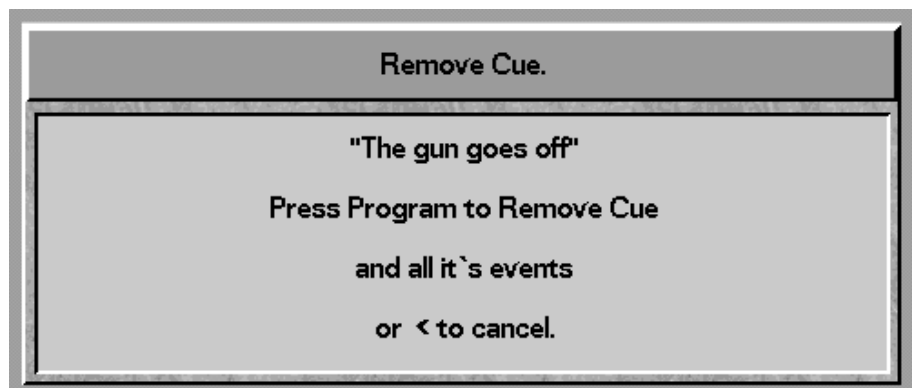 Remove Cue.
"The gun goes off"
Press Program to Remove Cue
and all it`s events
or < to cancel.